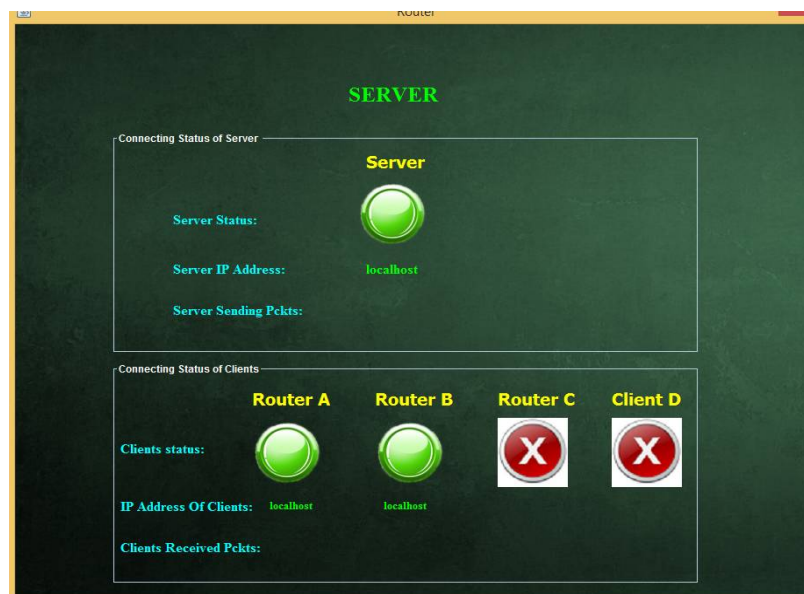 Router
SERVER
Connecting Status of Server
Server
Server Status:
Server IP Address: localhost
Server Sending Pckts:
Connecting Status of Clients
Router A Router B Router C Client D
Clients status: X X
IP Address Of Clients: localhost localhost
Clients Received Pckts: